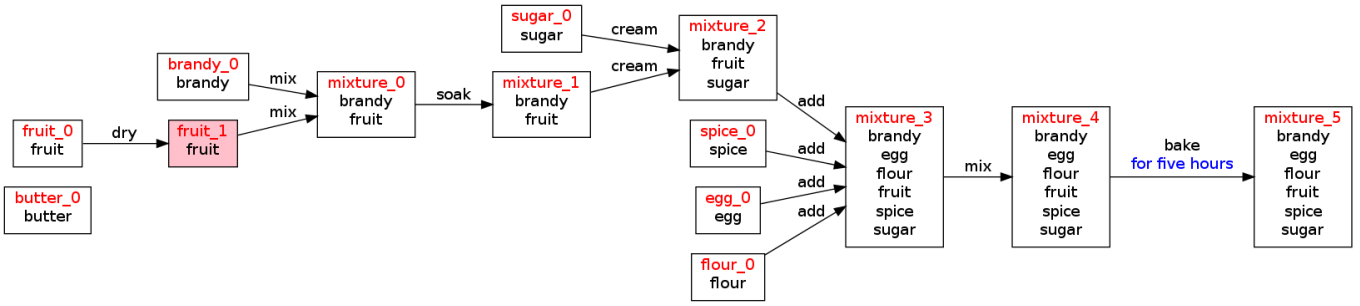 sugar_0
sugar
cream
mixture_2
brandy
fruit
sugar
brandy_0
brandy
mix
mixture_0
brandy
fruit
soak
mixture_1
brandy
fruit
cream
add
fruit_0
fruit
dry
fruit_1
fruit
mix
butter_0
butter
spice_0
spice
add
egg_0
egg
add
flour_0
flour
add
mixture_3
brandy
egg
flour
fruit
spice
sugar
mix
mixture_4
brandy
egg
flour
fruit
spice
sugar
bake
for five hours
mixture_5
brandy
egg
flour
fruit
spice
sugar